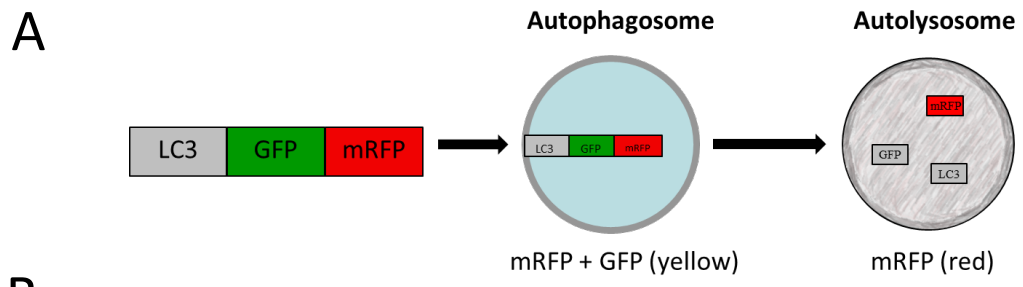 A
Autophagosome
Autolysosome
LC3 GFP mRFP
LC3 GFP mRFP
mRFP
GFP
LC3
mRFP + GFP (yellow)
mRFP (red)